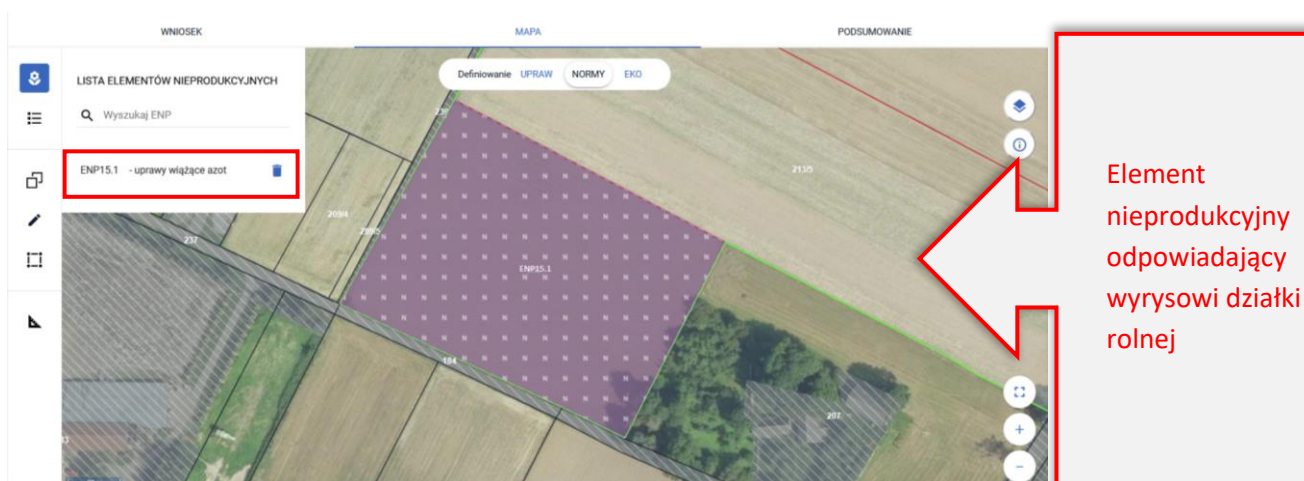 WNIOSEK MAPA PODSUMOWANIE
LISTA ELEMENTÓW NIEPRODUKCYJNYCH
Wyszukaj ENP
ENP15.1 - uprawy wiążące azot
Definiowanie UPRAW NORMY EKO
213/5
209/4
237
ENP15.1
184
207
Element
nieprodukcyjny
odpowiadający
wyrysowi działki
rolnej